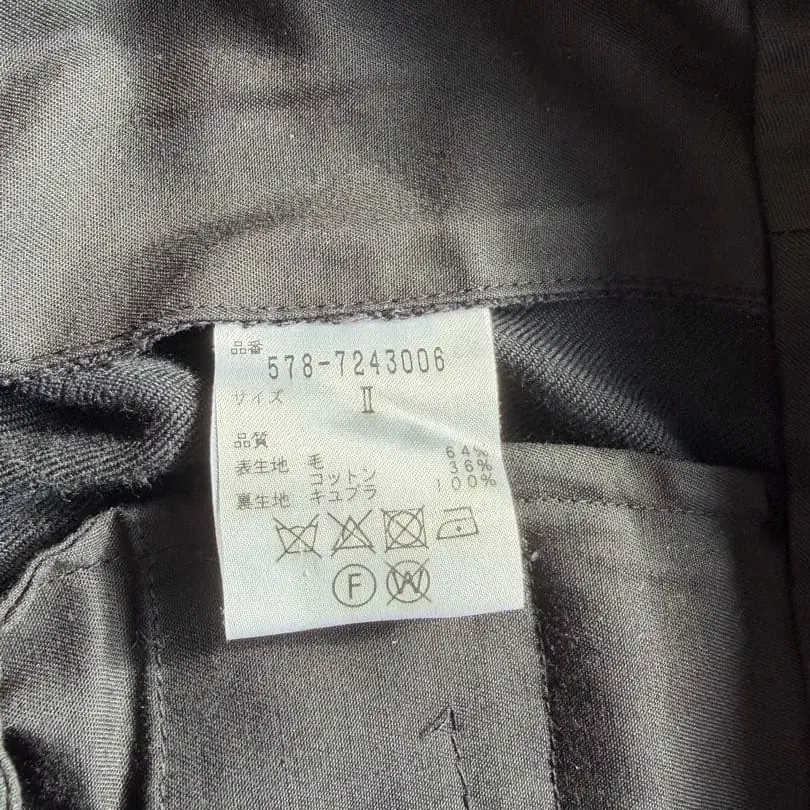 品番
578-7243006
サイズ Ⅱ
品質
表生地 毛 64%
コットン 36%
裏生地 キュプラ 100%
F W